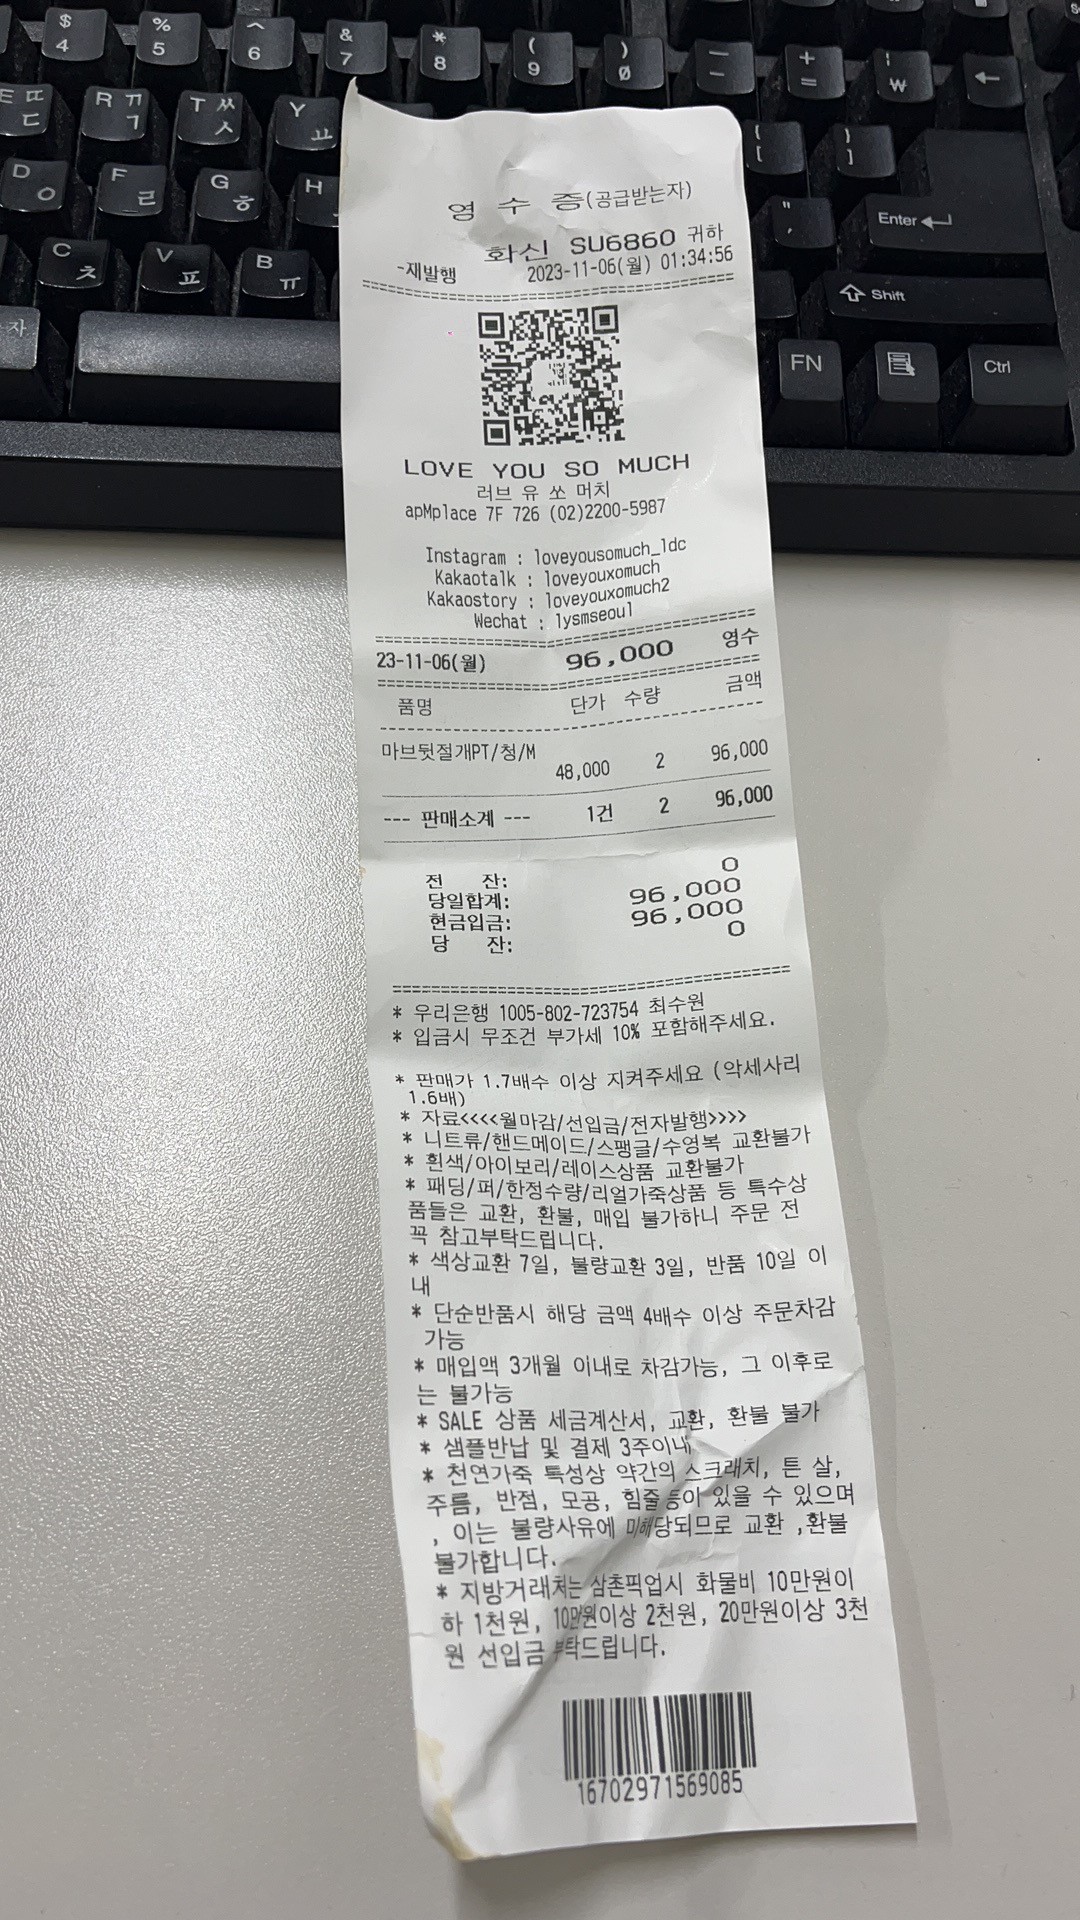 $ 4
% 5
^ 6
& 7
* 8
( 9
) 0
— -
+ =
| ₩
←
E ㄸ ㄷ
R ㄲ ㄱ
T ㅆ ㅅ
Y ㅛ
{ [
} ]
D ㅇ
F ㄹ
G ㅎ
H
" '
Enter
C ㅊ
V ㅍ
B ㅠ
Shift
자
FN
Ctrl
영 수 증(공급받는자)
화신 SU6860 귀하
-재발행 2023-11-06(월) 01:34:56
LOVE YOU SO MUCH
러브 유 쏘 머치
apMplace 7F 726 (02)2200-5987
Instagram : loveyousomuch_ldc
Kakaotalk : loveyouxomuch
Kakaostory : loveyouxomuch2
Wechat : lysmseoul
23-11-06(월) 96,000 영수
품명 단가 수량 금액
마브뒷절개PT/청/M
48,000 2 96,000
--- 판매소계 --- 1건 2 96,000
전 잔: 0
당일합계: 96,000
현금입금: 96,000
당 잔: 0
* 우리은행 1005-802-723754 최수원
* 입금시 무조건 부가세 10% 포함해주세요.
* 판매가 1.7배수 이상 지켜주세요 (악세사리
1.6배)
* 자료<<<<월마감/선입금/전자발행>>>>
* 니트류/핸드메이드/스팽글/수영복 교환불가
* 흰색/아이보리/레이스상품 교환불가
* 패딩/퍼/한정수량/리얼가죽상품 등 특수상
품들은 교환, 환불, 매입 불가하니 주문 전
꼭 참고부탁드립니다.
* 색상교환 7일, 불량교환 3일, 반품 10일 이
내
* 단순반품시 해당 금액 4배수 이상 주문차감
가능
* 매입액 3개월 이내로 차감가능, 그 이후로
는 불가능
* SALE 상품 세금계산서, 교환, 환불 불가
* 샘플반납 및 결제 3주이내
* 천연가죽 특성상 약간의 스크래치, 튼 살,
주름, 반점, 모공, 힘줄 등이 있을 수 있으며
, 이는 불량사유에 미해당되므로 교환 ,환불
불가합니다.
* 지방거래처는 삼촌픽업시 화물비 10만원이
하 1천원, 10만원이상 2천원, 20만원이상 3천
원 선입금 부탁드립니다.
16702971569085